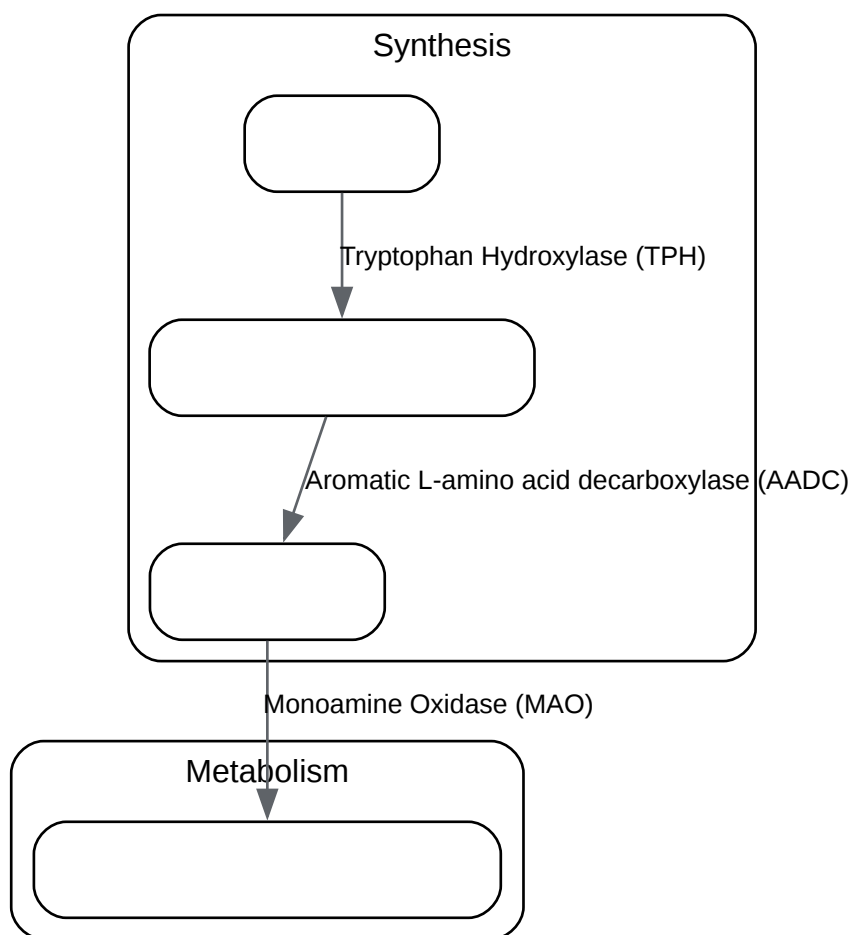 Synthesis
Tryptophan Hydroxylase (TPH)
Aromatic L-amino acid decarboxylase (AADC)
Monoamine Oxidase (MAO)
Metabolism